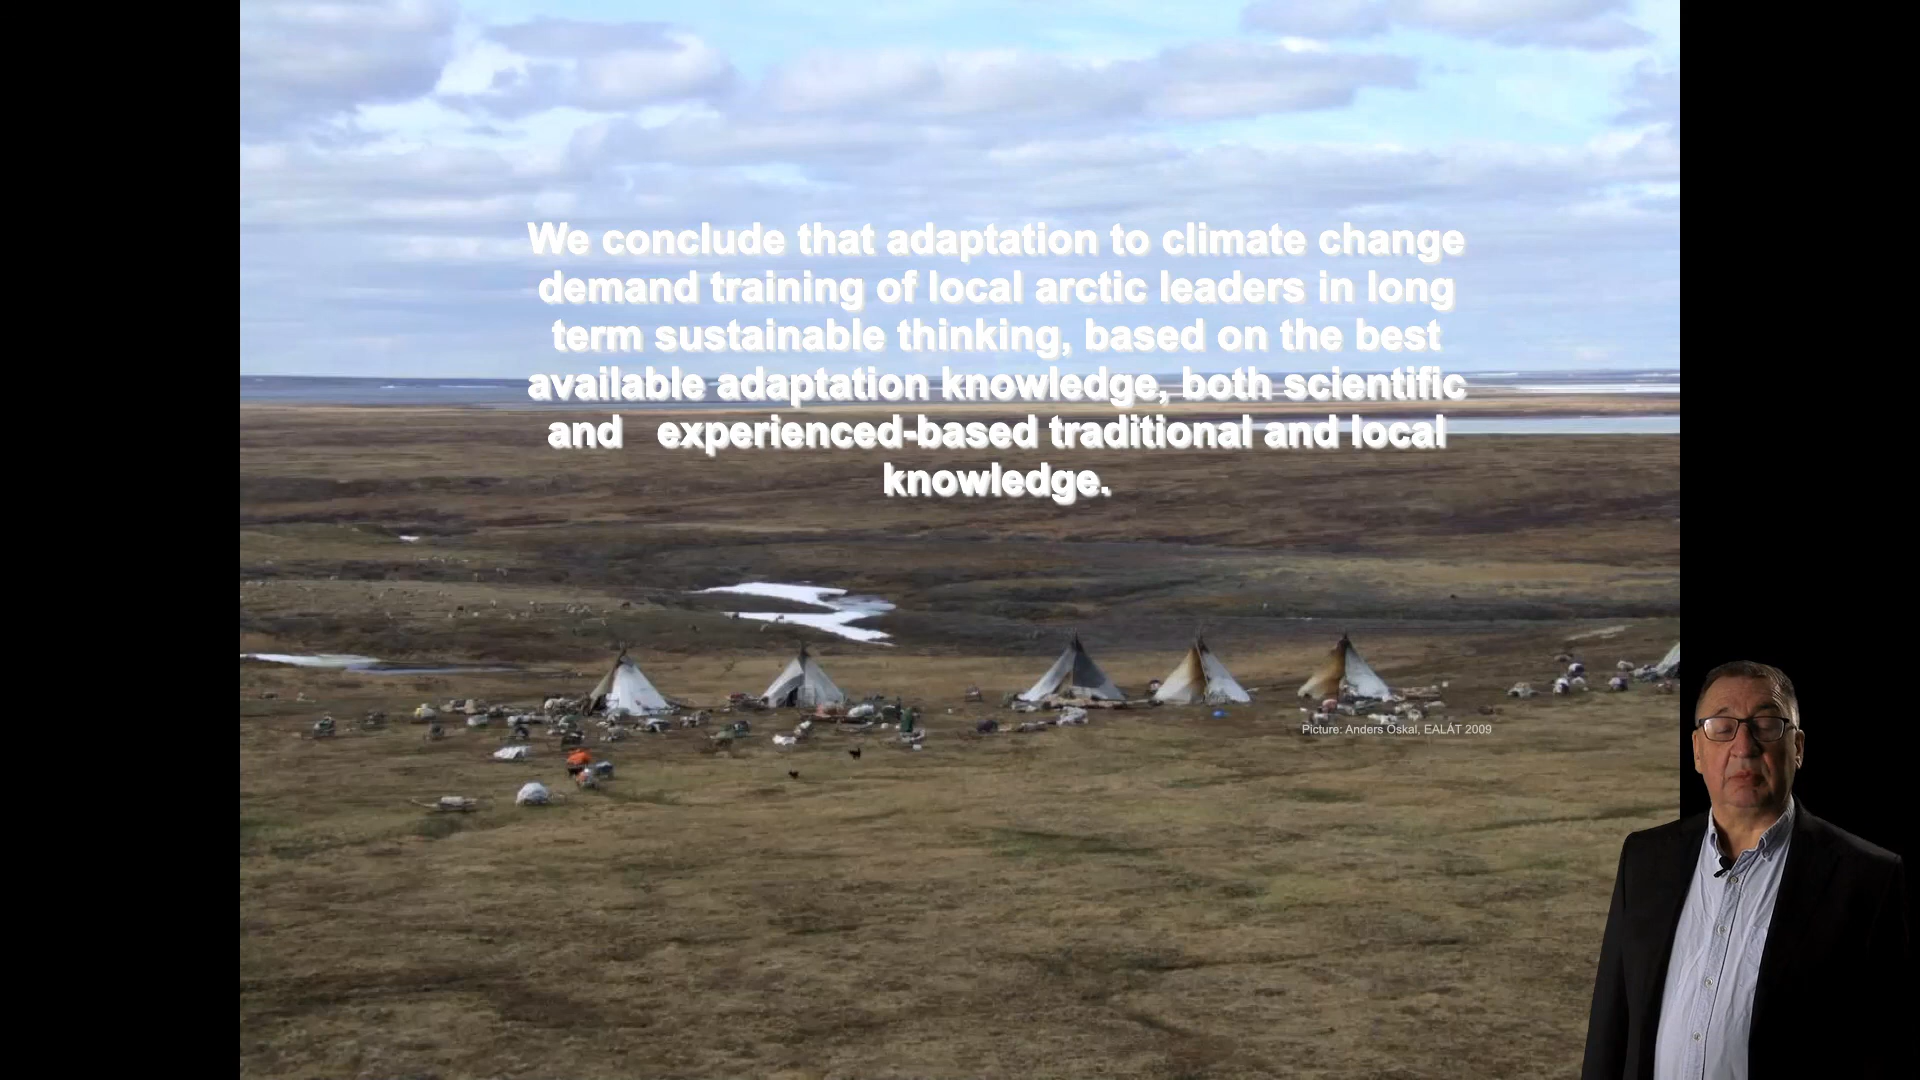 We conclude that adaptation to climate change
demand training of local arctic leaders in long
term sustainable thinking, based on the best
available adaptation knowledge, both scientific
and experienced-based traditional and local
knowledge.
Picture: Anders Oskal, EALÁT 2009